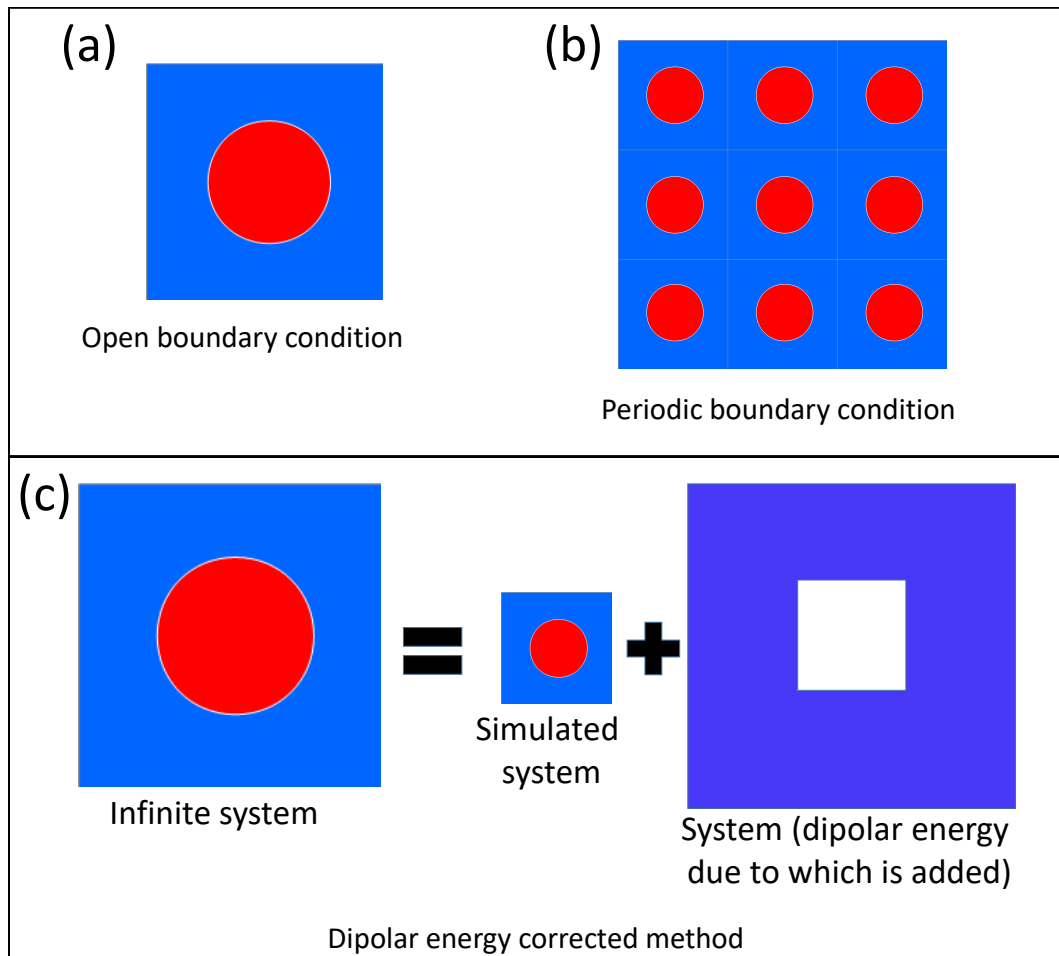 (a)
Open boundary condition
(b)
Periodic boundary condition
(c)
Infinite system
Simulated
system
System (dipolar energy
due to which is added)
Dipolar energy corrected method